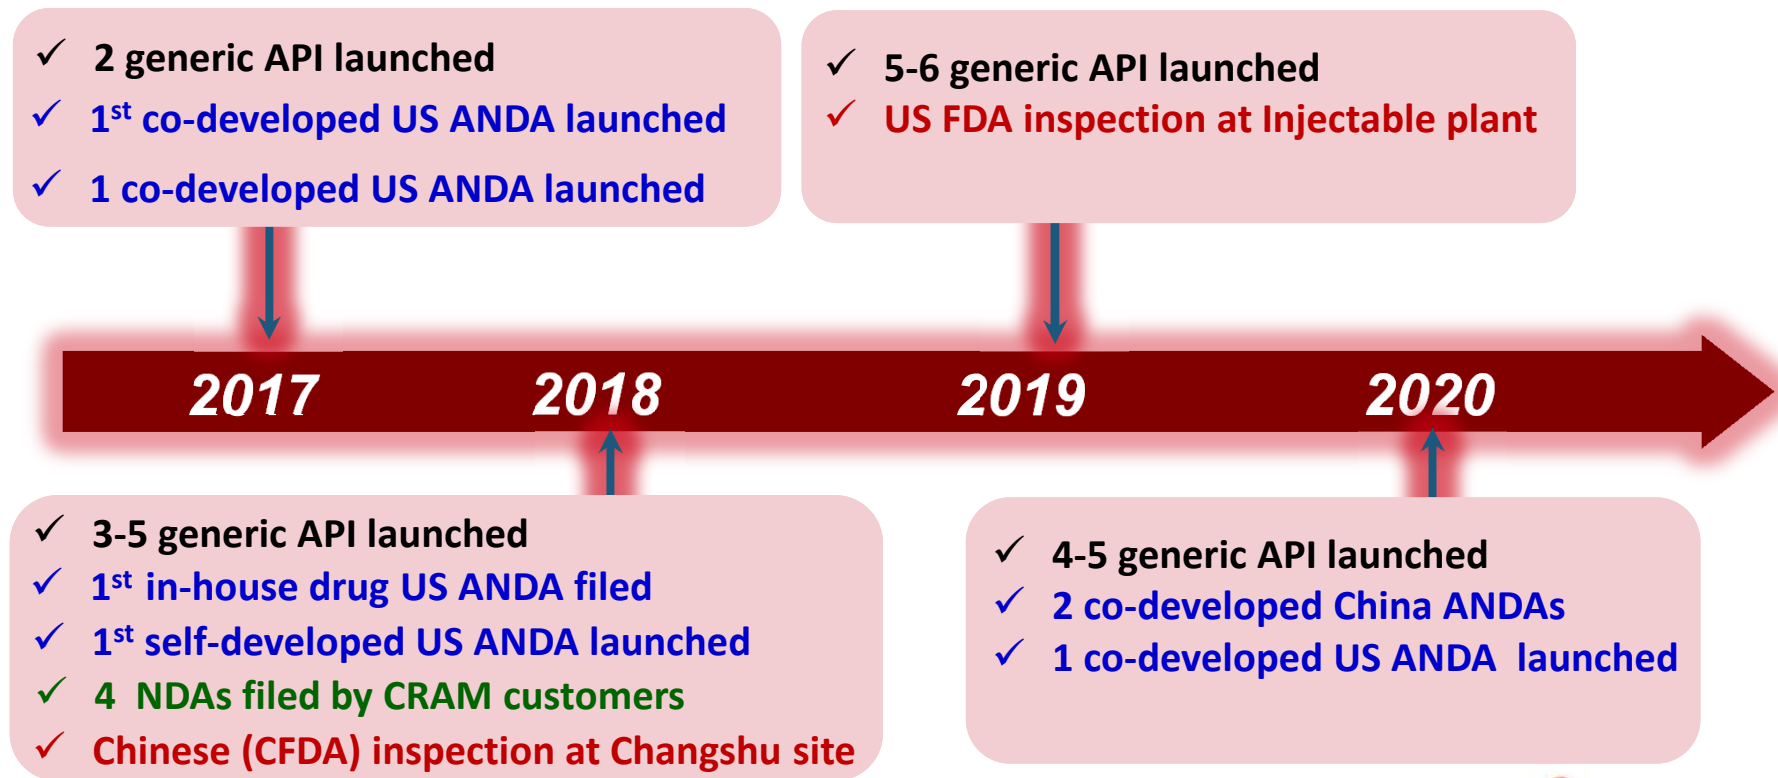 ✓ 2 generic API launched
✓ 1st co-developed US ANDA launched
✓ 1 co-developed US ANDA launched
✓ 5-6 generic API launched
✓ US FDA inspection at Injectable plant
2017 2018 2019 2020
✓ 3-5 generic API launched
✓ 1st in-house drug US ANDA filed
✓ 1st self-developed US ANDA launched
✓ 4 NDAs filed by CRAM customers
✓ Chinese (CFDA) inspection at Changshu site
✓ 4-5 generic API launched
✓ 2 co-developed China ANDAs
✓ 1 co-developed US ANDA launched